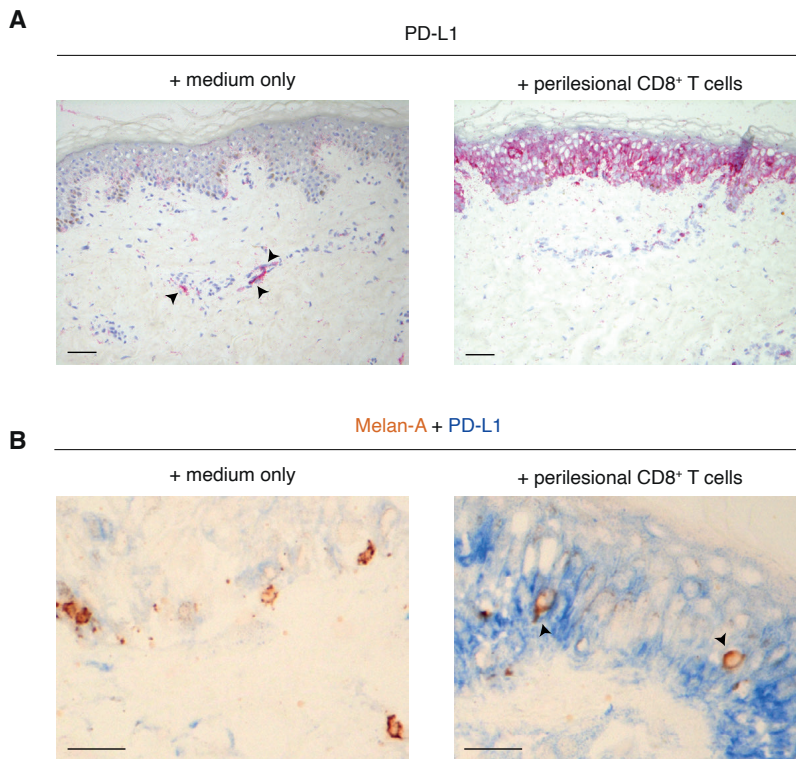 A
PD-L1
+ medium only
+ perilesional CD8⁺ T cells
B
Melan-A + PD-L1
+ medium only
+ perilesional CD8⁺ T cells